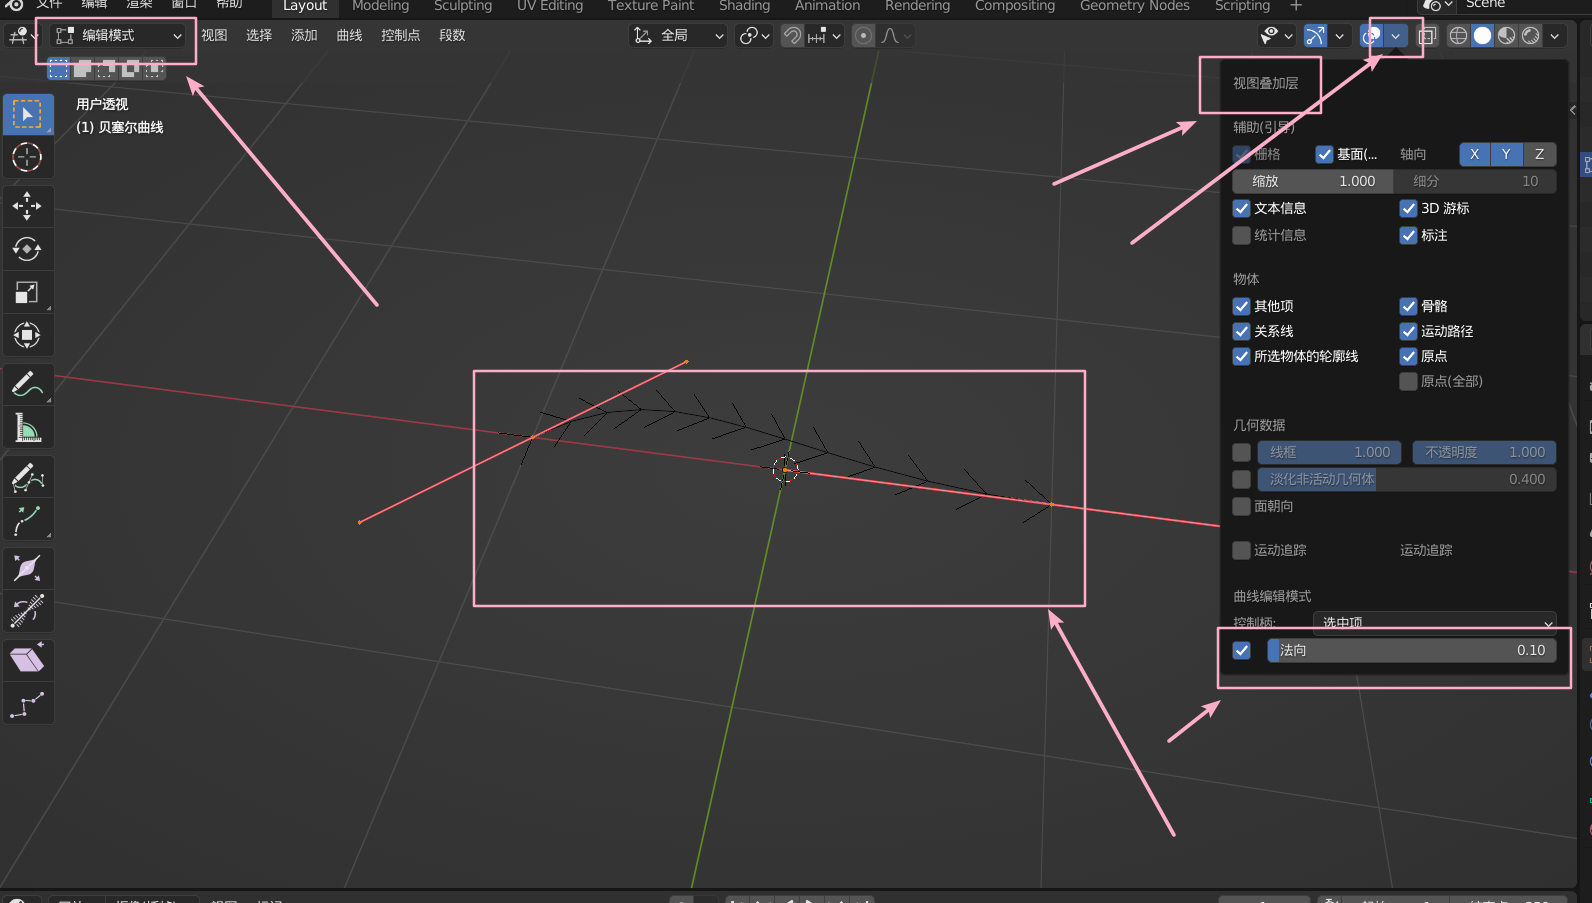 文件 编辑 渲染 窗口 帮助 Layout Modeling Sculpting UV Editing Texture Paint Shading Animation Rendering Compositing Geometry Nodes Scripting + Scene
编辑模式 视图 选择 添加 曲线 控制点 段数 全局
用户透视
(1) 贝塞尔曲线
视图叠加层
辅助(引导)
栅格 基面(... 轴向 X Y Z
缩放 1.000 细分 10
文本信息 3D 游标
统计信息 标注
物体
其他项 骨骼
关系线 运动路径
所选物体的轮廓线 原点
原点(全部)
几何数据
线框 1.000 不透明度 1.000
淡化非活动几何体 0.400
面朝向
运动追踪 运动追踪
曲线编辑模式
控制柄: 选中项
法向 0.10